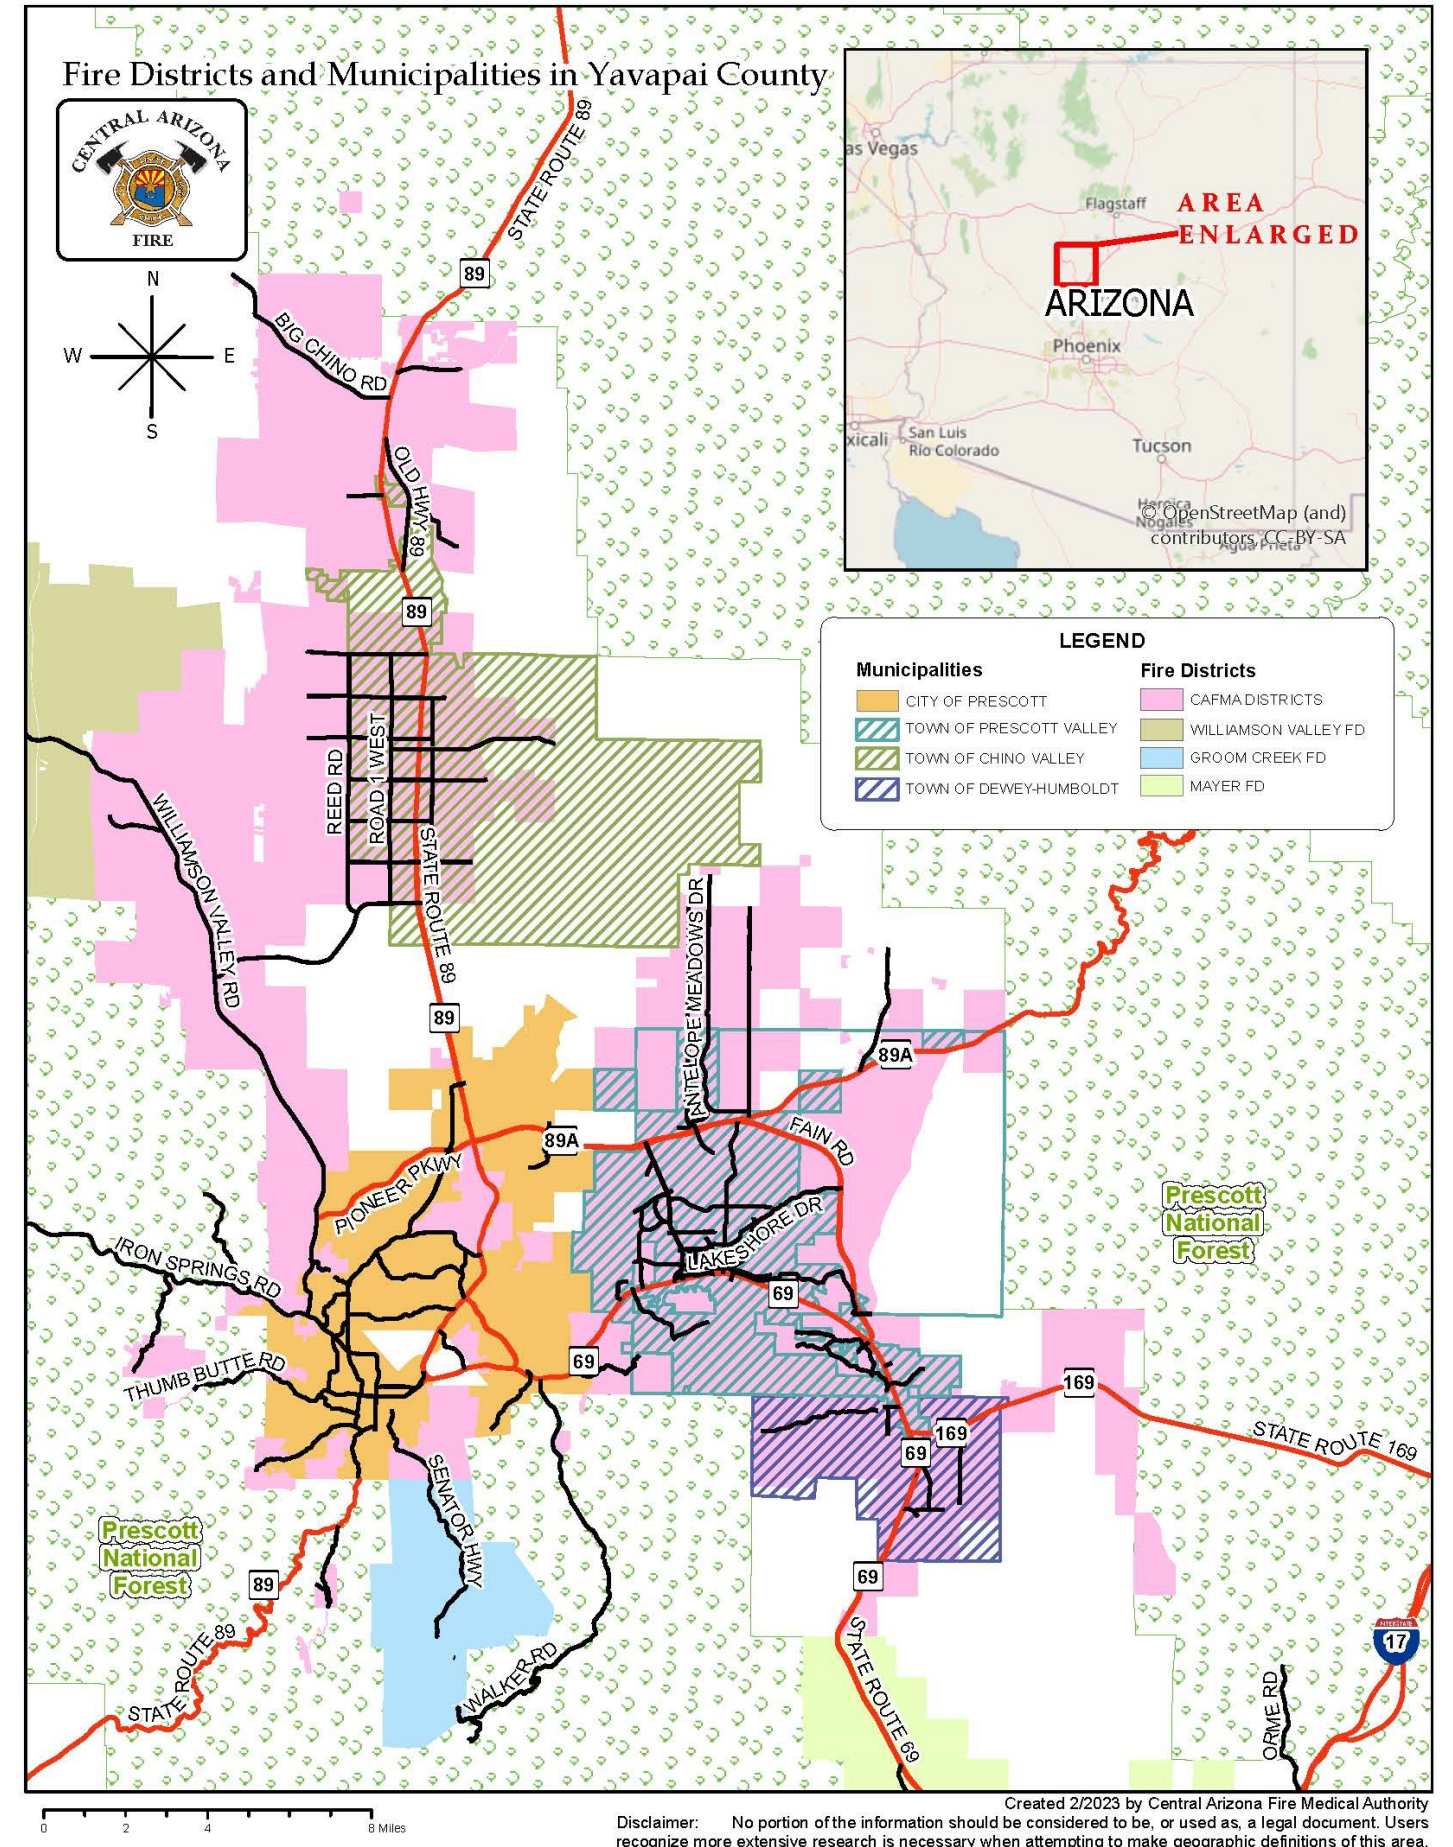 Fire Districts and Municipalities in Yavapai County
CENTRAL ARIZONA
FIRE
N
W
E
S
as Vegas
Flagstaff
AREA
ENLARGED
ARIZONA
Phoenix
xicali
San Luis
Río Colorado
Tucson
Heroica
Nogales
© OpenStreetMap (and)
contributors, CC-BY-SA
Agua Prieta
LEGEND
Municipalities
CITY OF PRESCOTT
TOWN OF PRESCOTT VALLEY
TOWN OF CHINO VALLEY
TOWN OF DEWEY-HUMBOLDT
Fire Districts
CAFMA DISTRICTS
WILLIAMSON VALLEY FD
GROOM CREEK FD
MAYER FD
STATE ROUTE 89
89
BIG CHINO RD
OLD HWY 89
89
REED RD
ROAD 1 WEST
STATE ROUTE 89
WILLIAMSON VALLEY RD
ANTELOPE MEADOWS DR
89
89A
89A
FAIN RD
PIONEER PKWY
LAKESHORE DR
IRON SPRINGS RD
Prescott
National
Forest
69
69
THUMB BUTTE RD
169
169
STATE ROUTE 169
69
SENATOR HWY
Prescott
National
Forest
89
69
STATE ROUTE 89
WALKER RD
STATE ROUTE 69
INTERSTATE
17
ORME RD
0 2 4 8 Miles
Created 2/2023 by Central Arizona Fire Medical Authority
Disclaimer: No portion of the information should be considered to be, or used as, a legal document. Users
recognize more extensive research is necessary when attempting to make geographic definitions of this area.